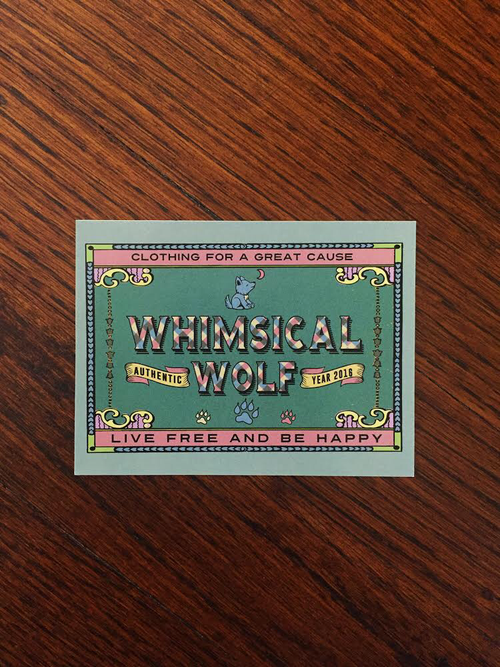 CLOTHING FOR A GREAT CAUSE
WHIMSICAL
AUTHENTIC WOLF YEAR 2016
LIVE FREE AND BE HAPPY